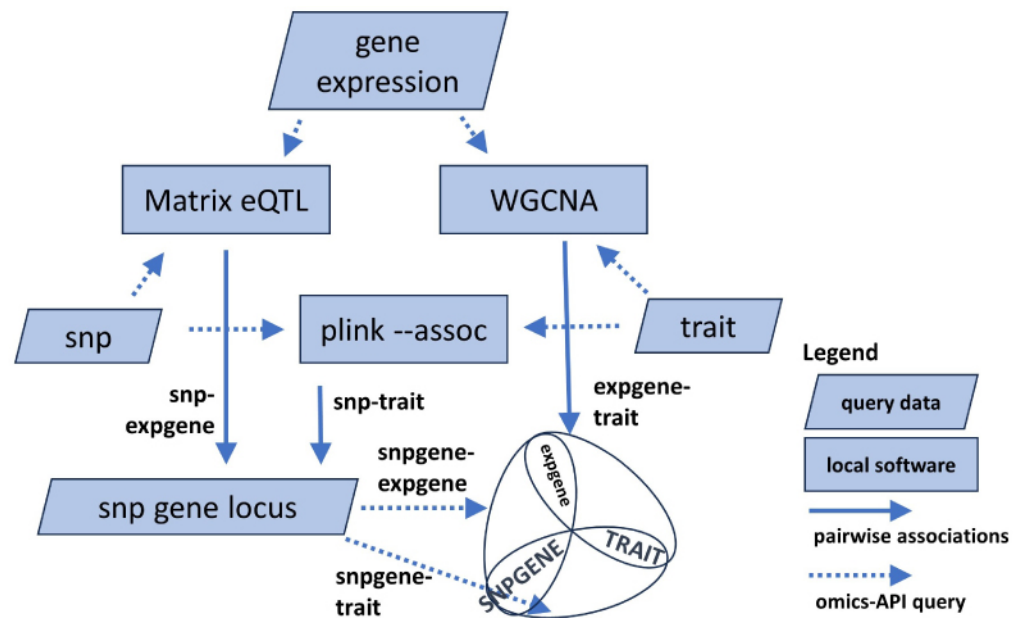 gene
expression
Matrix eQTL
WGCNA
snp
plink --assoc
trait
Legend
query data
local software
pairwise associations
omics-API query
snp-
expgene
snp-trait
expgene-
trait
snpgene-
expgene
snp gene locus
snpgene-
trait
expgene
SNPGENE
TRAIT